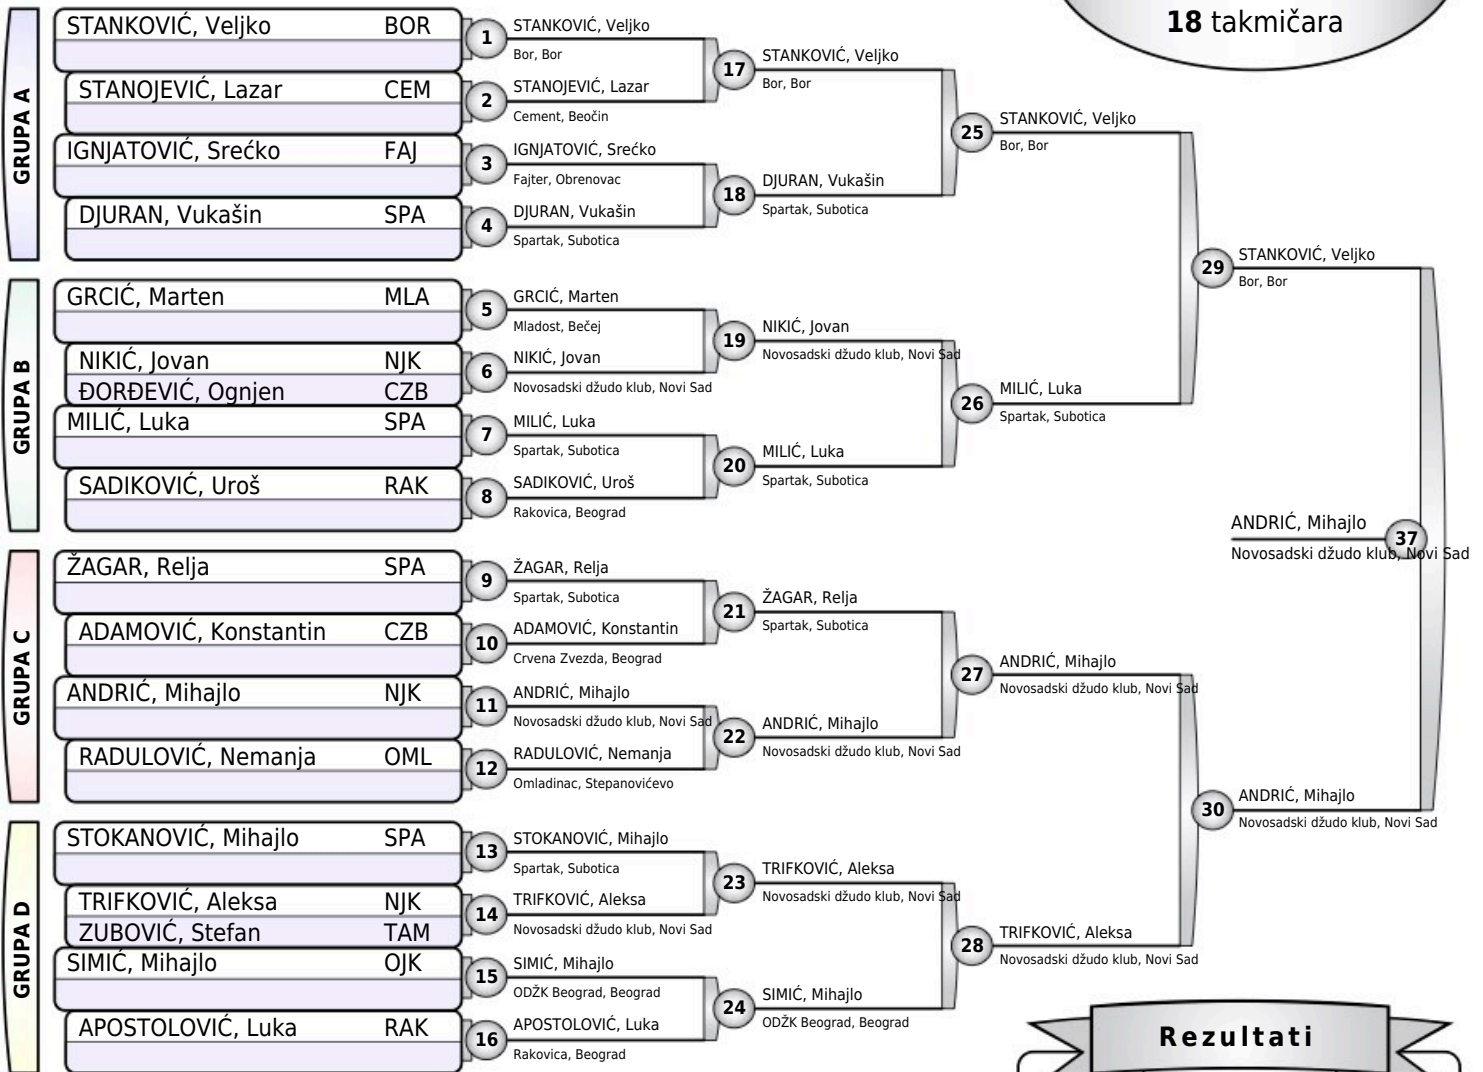 18 takmičara
GRUPA A
STANKOVIĆ, Veljko BOR
STANOJEVIĆ, Lazar CEM
IGNJATOVIĆ, Srećko FAJ
DJURAN, Vukašin SPA
GRUPA B
GRCIĆ, Marten MLA
NIKIĆ, Jovan NJK
ĐORĐEVIĆ, Ognjen CZB
MILIĆ, Luka SPA
SADIKOVIĆ, Uroš RAK
GRUPA C
ŽAGAR, Relja SPA
ADAMOVIĆ, Konstantin CZB
ANDRIĆ, Mihajlo NJK
RADULOVIĆ, Nemanja OML
GRUPA D
STOKANOVIĆ, Mihajlo SPA
TRIFKOVIĆ, Aleksa NJK
ZUBOVIĆ, Stefan TAM
SIMIĆ, Mihajlo OJK
APOSTOLOVIĆ, Luka RAK
1 STANKOVIĆ, Veljko
Bor, Bor
2 STANOJEVIĆ, Lazar
Cement, Beočin
3 IGNJATOVIĆ, Srećko
Fajter, Obrenovac
4 DJURAN, Vukašin
Spartak, Subotica
5 GRCIĆ, Marten
Mladost, Bečej
6 NIKIĆ, Jovan
Novosadski džudo klub, Novi Sad
7 MILIĆ, Luka
Spartak, Subotica
8 SADIKOVIĆ, Uroš
Rakovica, Beograd
9 ŽAGAR, Relja
Spartak, Subotica
10 ADAMOVIĆ, Konstantin
Crvena Zvezda, Beograd
11 ANDRIĆ, Mihajlo
Novosadski džudo klub, Novi Sad
12 RADULOVIĆ, Nemanja
Omladinac, Stepanovićevo
13 STOKANOVIĆ, Mihajlo
Spartak, Subotica
14 TRIFKOVIĆ, Aleksa
Novosadski džudo klub, Novi Sad
15 SIMIĆ, Mihajlo
ODŽK Beograd, Beograd
16 APOSTOLOVIĆ, Luka
Rakovica, Beograd
17 STANKOVIĆ, Veljko
Bor, Bor
18 DJURAN, Vukašin
Spartak, Subotica
19 NIKIĆ, Jovan
Novosadski džudo klub, Novi Sad
20 MILIĆ, Luka
Spartak, Subotica
21 ŽAGAR, Relja
Spartak, Subotica
22 ANDRIĆ, Mihajlo
Novosadski džudo klub, Novi Sad
23 TRIFKOVIĆ, Aleksa
Novosadski džudo klub, Novi Sad
24 SIMIĆ, Mihajlo
ODŽK Beograd, Beograd
25 STANKOVIĆ, Veljko
Bor, Bor
26 MILIĆ, Luka
Spartak, Subotica
27 ANDRIĆ, Mihajlo
Novosadski džudo klub, Novi Sad
28 TRIFKOVIĆ, Aleksa
Novosadski džudo klub, Novi Sad
29 STANKOVIĆ, Veljko
Bor, Bor
30 ANDRIĆ, Mihajlo
Novosadski džudo klub, Novi Sad
ANDRIĆ, Mihajlo 37
Novosadski džudo klub, Novi Sad
Rezultati